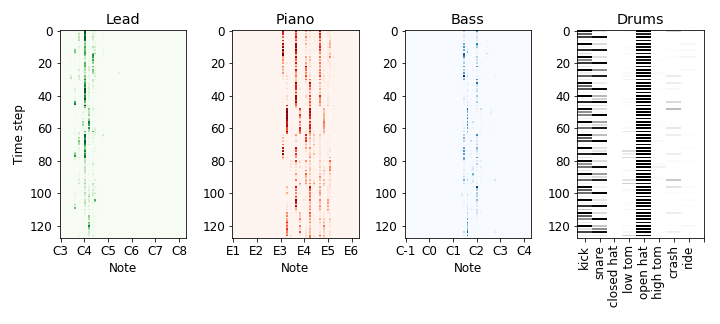 Lead
Piano
Bass
Drums
0
20
40
60
80
100
120
Time step
C3 C4 C5 C6 C7 C8
Note
0
20
40
60
80
100
120
E1 E2 E3 E4 E5 E6
Note
0
20
40
60
80
100
120
C-1 C0 C1 C2 C3 C4
Note
0
20
40
60
80
100
120
kick
snare
closed hat
low tom
open hat
high tom
crash
ride